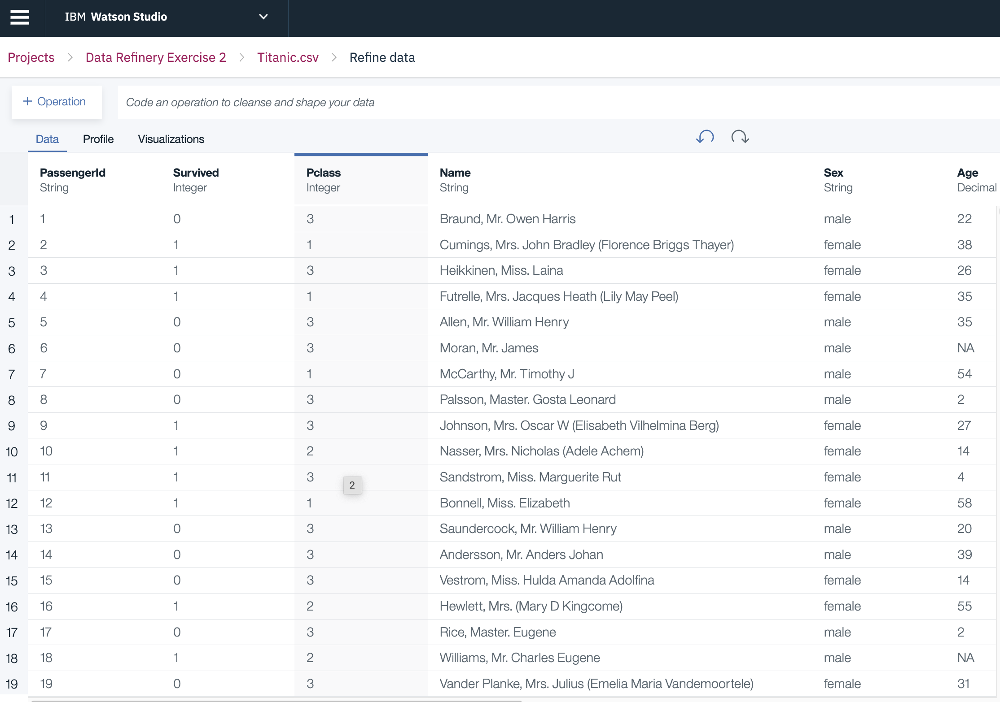 IBM Watson Studio
Projects > Data Refinery Exercise 2 > Titanic.csv > Refine data
+ Operation Code an operation to cleanse and shape your data
Data Profile Visualizations
PassengerId Survived Pclass Name Sex Age
String Integer Integer String String Decimal
1 1 0 3 Braund, Mr. Owen Harris male 22
2 2 1 1 Cumings, Mrs. John Bradley (Florence Briggs Thayer) female 38
3 3 1 3 Heikkinen, Miss. Laina female 26
4 4 1 1 Futrelle, Mrs. Jacques Heath (Lily May Peel) female 35
5 5 0 3 Allen, Mr. William Henry male 35
6 6 0 3 Moran, Mr. James male NA
7 7 0 1 McCarthy, Mr. Timothy J male 54
8 8 0 3 Palsson, Master. Gosta Leonard male 2
9 9 1 3 Johnson, Mrs. Oscar W (Elisabeth Vilhelmina Berg) female 27
10 10 1 2 Nasser, Mrs. Nicholas (Adele Achem) female 14
11 11 1 3 Sandstrom, Miss. Marguerite Rut female 4
2
12 12 1 1 Bonnell, Miss. Elizabeth female 58
13 13 0 3 Saundercock, Mr. William Henry male 20
14 14 0 3 Andersson, Mr. Anders Johan male 39
15 15 0 3 Vestrom, Miss. Hulda Amanda Adolfina female 14
16 16 1 2 Hewlett, Mrs. (Mary D Kingcome) female 55
17 17 0 3 Rice, Master. Eugene male 2
18 18 1 2 Williams, Mr. Charles Eugene male NA
19 19 0 3 Vander Planke, Mrs. Julius (Emelia Maria Vandemoortele) female 31